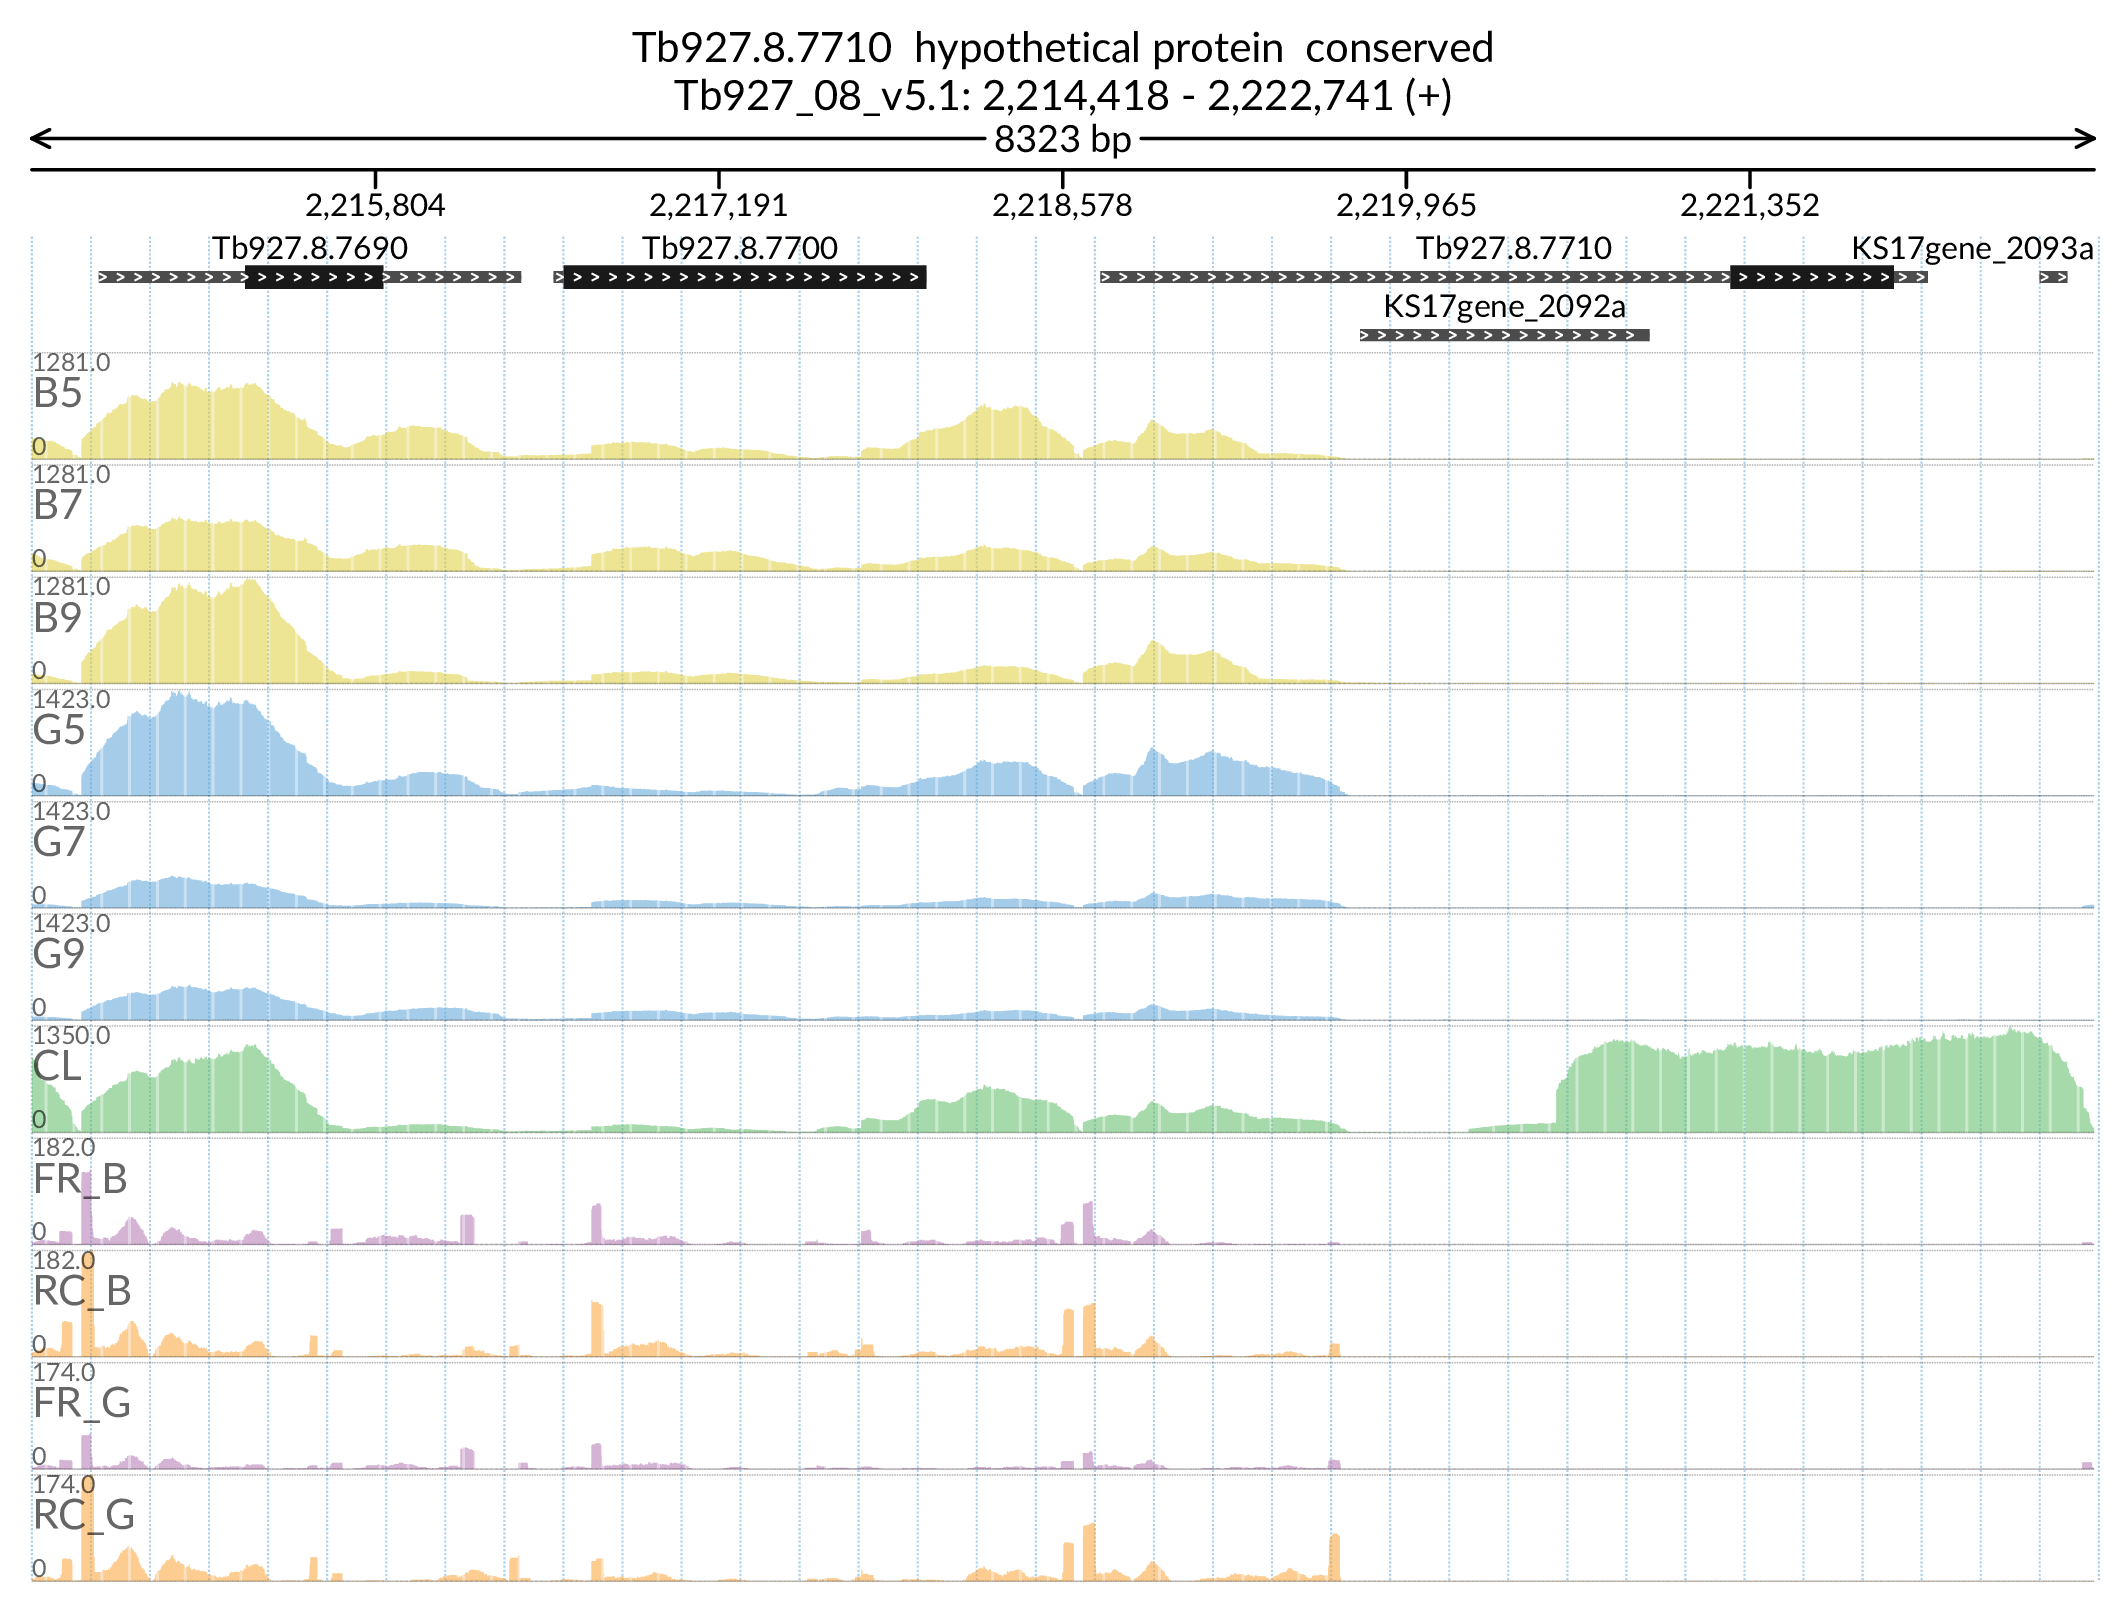 Tb927.8.7710  hypothetical protein  conserved
Tb927_08_v5.1: 2,214,418 - 2,222,741 (+)
8323 bp
2,215,804 2,217,191 2,218,578 2,219,965 2,221,352
Tb927.8.7690 Tb927.8.7700 Tb927.8.7710 KS17gene_2093a
KS17gene_2092a
1281.0
B5
0
1281.0
B7
0
1281.0
B9
0
1423.0
G5
0
1423.0
G7
0
1423.0
G9
0
1350.0
CL
0
182.0
FR_B
0
182.0
RC_B
0
174.0
FR_G
0
174.0
RC_G
0